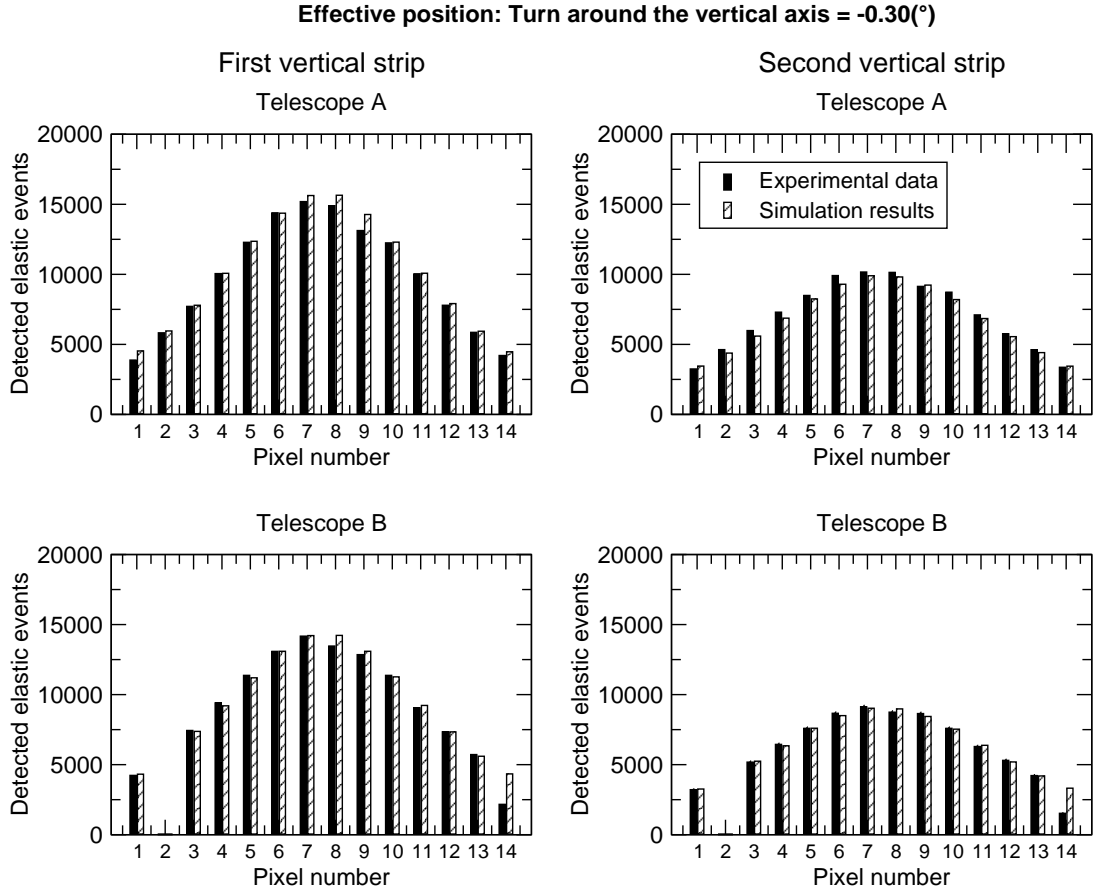 Effective position: Turn around the vertical axis = -0.30(°)
First vertical strip
Second vertical strip
Telescope A
Detected elastic events
20000
15000
10000
5000
0
1 2 3 4 5 6 7 8 9 10 11 12 13 14
Pixel number
Telescope A
Detected elastic events
20000
15000
10000
5000
0
Experimental data
Simulation results
1 2 3 4 5 6 7 8 9 10 11 12 13 14
Pixel number
Telescope B
Detected elastic events
20000
15000
10000
5000
0
1 2 3 4 5 6 7 8 9 10 11 12 13 14
Pixel number
Telescope B
Detected elastic events
20000
15000
10000
5000
0
1 2 3 4 5 6 7 8 9 10 11 12 13 14
Pixel number